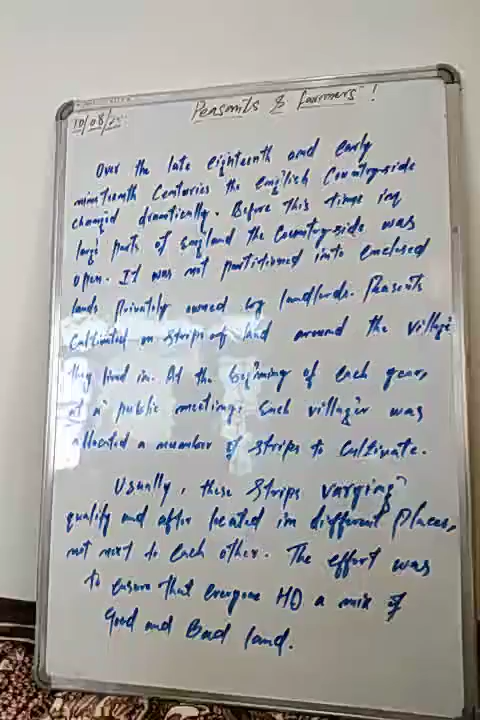 Peasants & farmers !
10/08/2
Over the late eighteenth and early
nineteenth Centuries the english Countryside
changed dramatically. Before this time in
large parts of England the Countryside was
open. It was not partitioned into enclosed
lands Privately owned by landlords. Peasents
Cultivated on strips of land around the village
they lived in. At the beginning of each year,
at a public meeting, each villager was
allocated a number of strips to Cultivate.
Usually, these strips varying
quality and after located in different Places,
not next to each other. The effort was
to ensure that everyone HD a mix of
Good and Bad land.